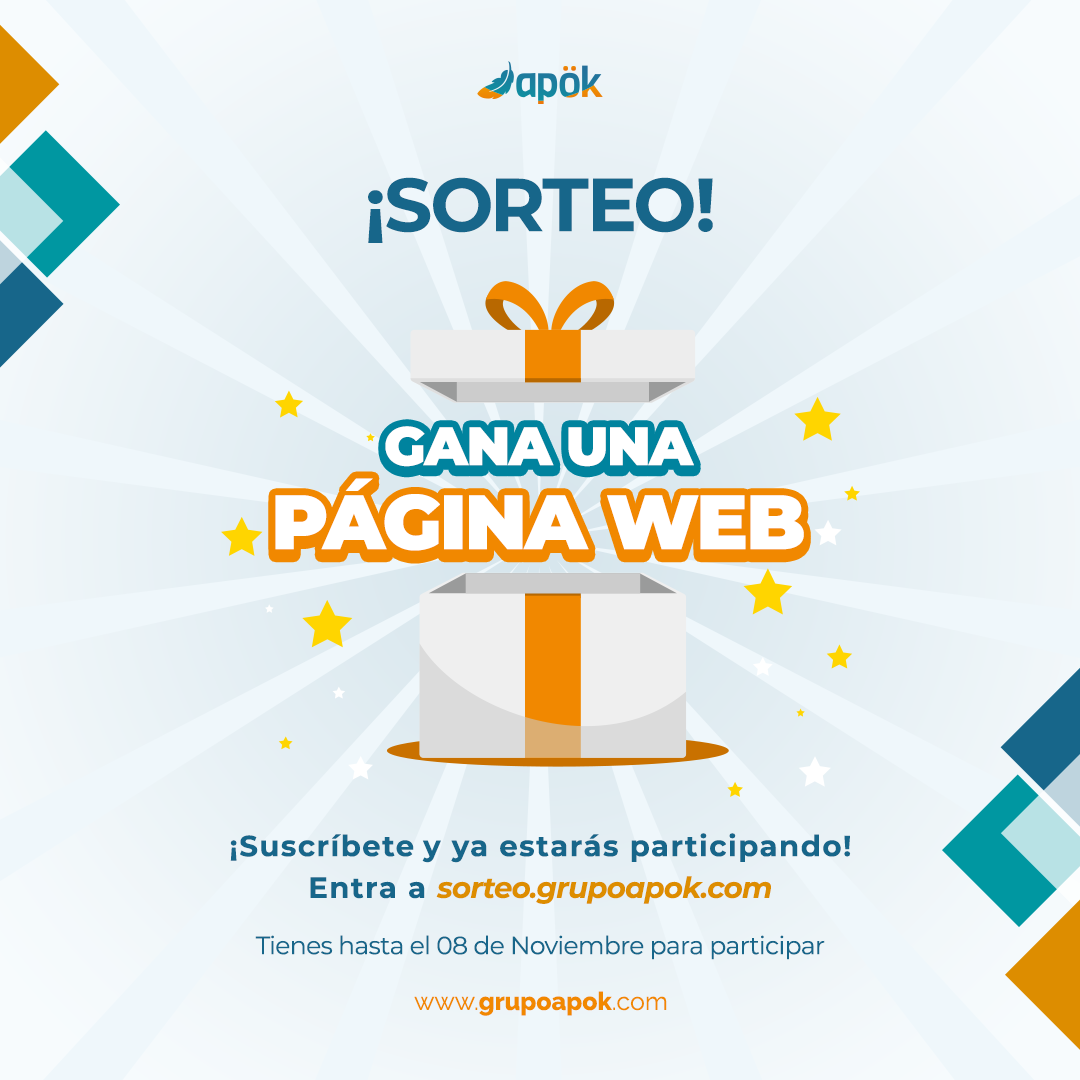 apök
¡SORTEO!
GANA UNA
PÁGINA WEB
¡Suscríbete y ya estarás participando!
Entra a sorteo.grupoapok.com
Tienes hasta el 08 de Noviembre para participar
www.grupoapok.com